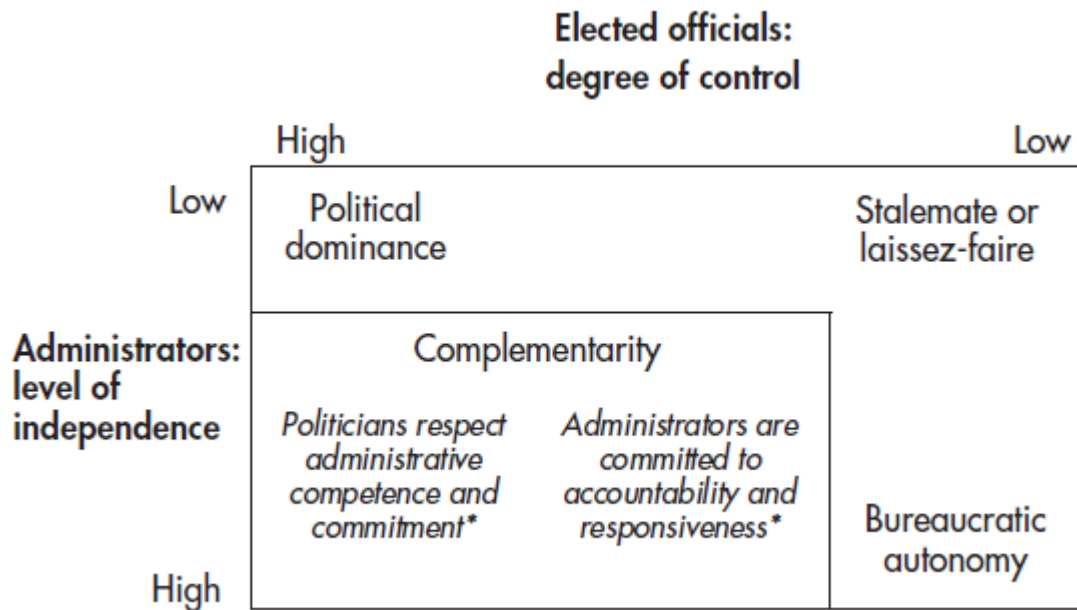 Elected officials:
degree of control
High
Low
Low
Political
dominance
Stalemate or
laissez-faire
Administrators:
level of
independence
Complementarity
Politicians respect
administrative
competence and
commitment*
Administrators are
committed to
accountability and
responsiveness*
Bureaucratic
autonomy
High